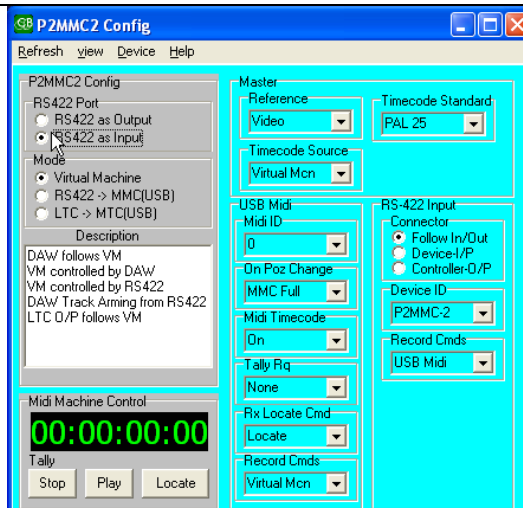 GB P2MMC2 Config
Refresh view Device Help
P2MMC2 Config
RS422 Port
RS422 as Output
RS422 as Input
Mode
Virtual Machine
RS422 -> MMC(USB)
LTC -> MTC(USB)
Description
DAW follows VM
VM controlled by DAW
VM controlled by RS422
DAW Track Arming from RS422
LTC O/P follows VM
Midi Machine Control
00:00:00:00
Tally
Stop Play Locate
Master
Reference
Video
Timecode Standard
PAL 25
Timecode Source
Virtual Mcn
USB Midi
Midi ID
0
On Poz Change
MMC Full
Midi Timecode
On
Tally Rq
None
Rx Locate Cmd
Locate
Record Cmds
Virtual Mcn
RS-422 Input
Connector
Follow In/Out
Device-I/P
Controller-O/P
Device ID
P2MMC-2
Record Cmds
USB Midi